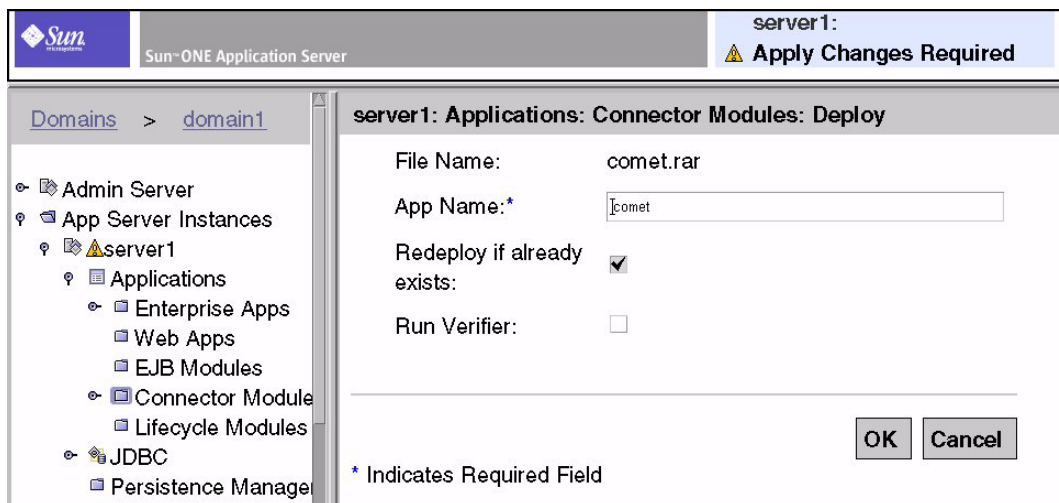 Sun
microsystems
Sun™ ONE Application Server
server1:
Apply Changes Required
Domains > domain1
Admin Server
App Server Instances
server1
Applications
Enterprise Apps
Web Apps
EJB Modules
Connector Module
Lifecycle Modules
JDBC
Persistence Manage
server1: Applications: Connector Modules: Deploy
File Name: comet.rar
App Name:* comet
Redeploy if already
exists:
Run Verifier:
OK Cancel
* Indicates Required Field